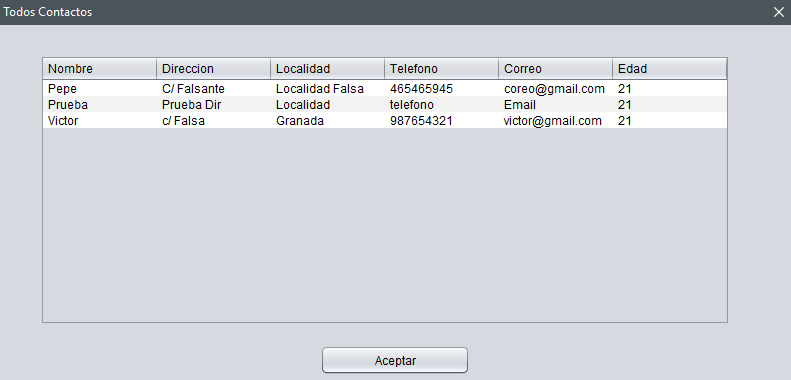 Todos Contactos
Nombre Direccion Localidad Telefono Correo Edad
Pepe C/ Falsante Localidad Falsa 465465945 coreo@gmail.com 21
Prueba Prueba Dir Localidad telefono Email 21
Victor c/ Falsa Granada 987654321 victor@gmail.com 21
Aceptar